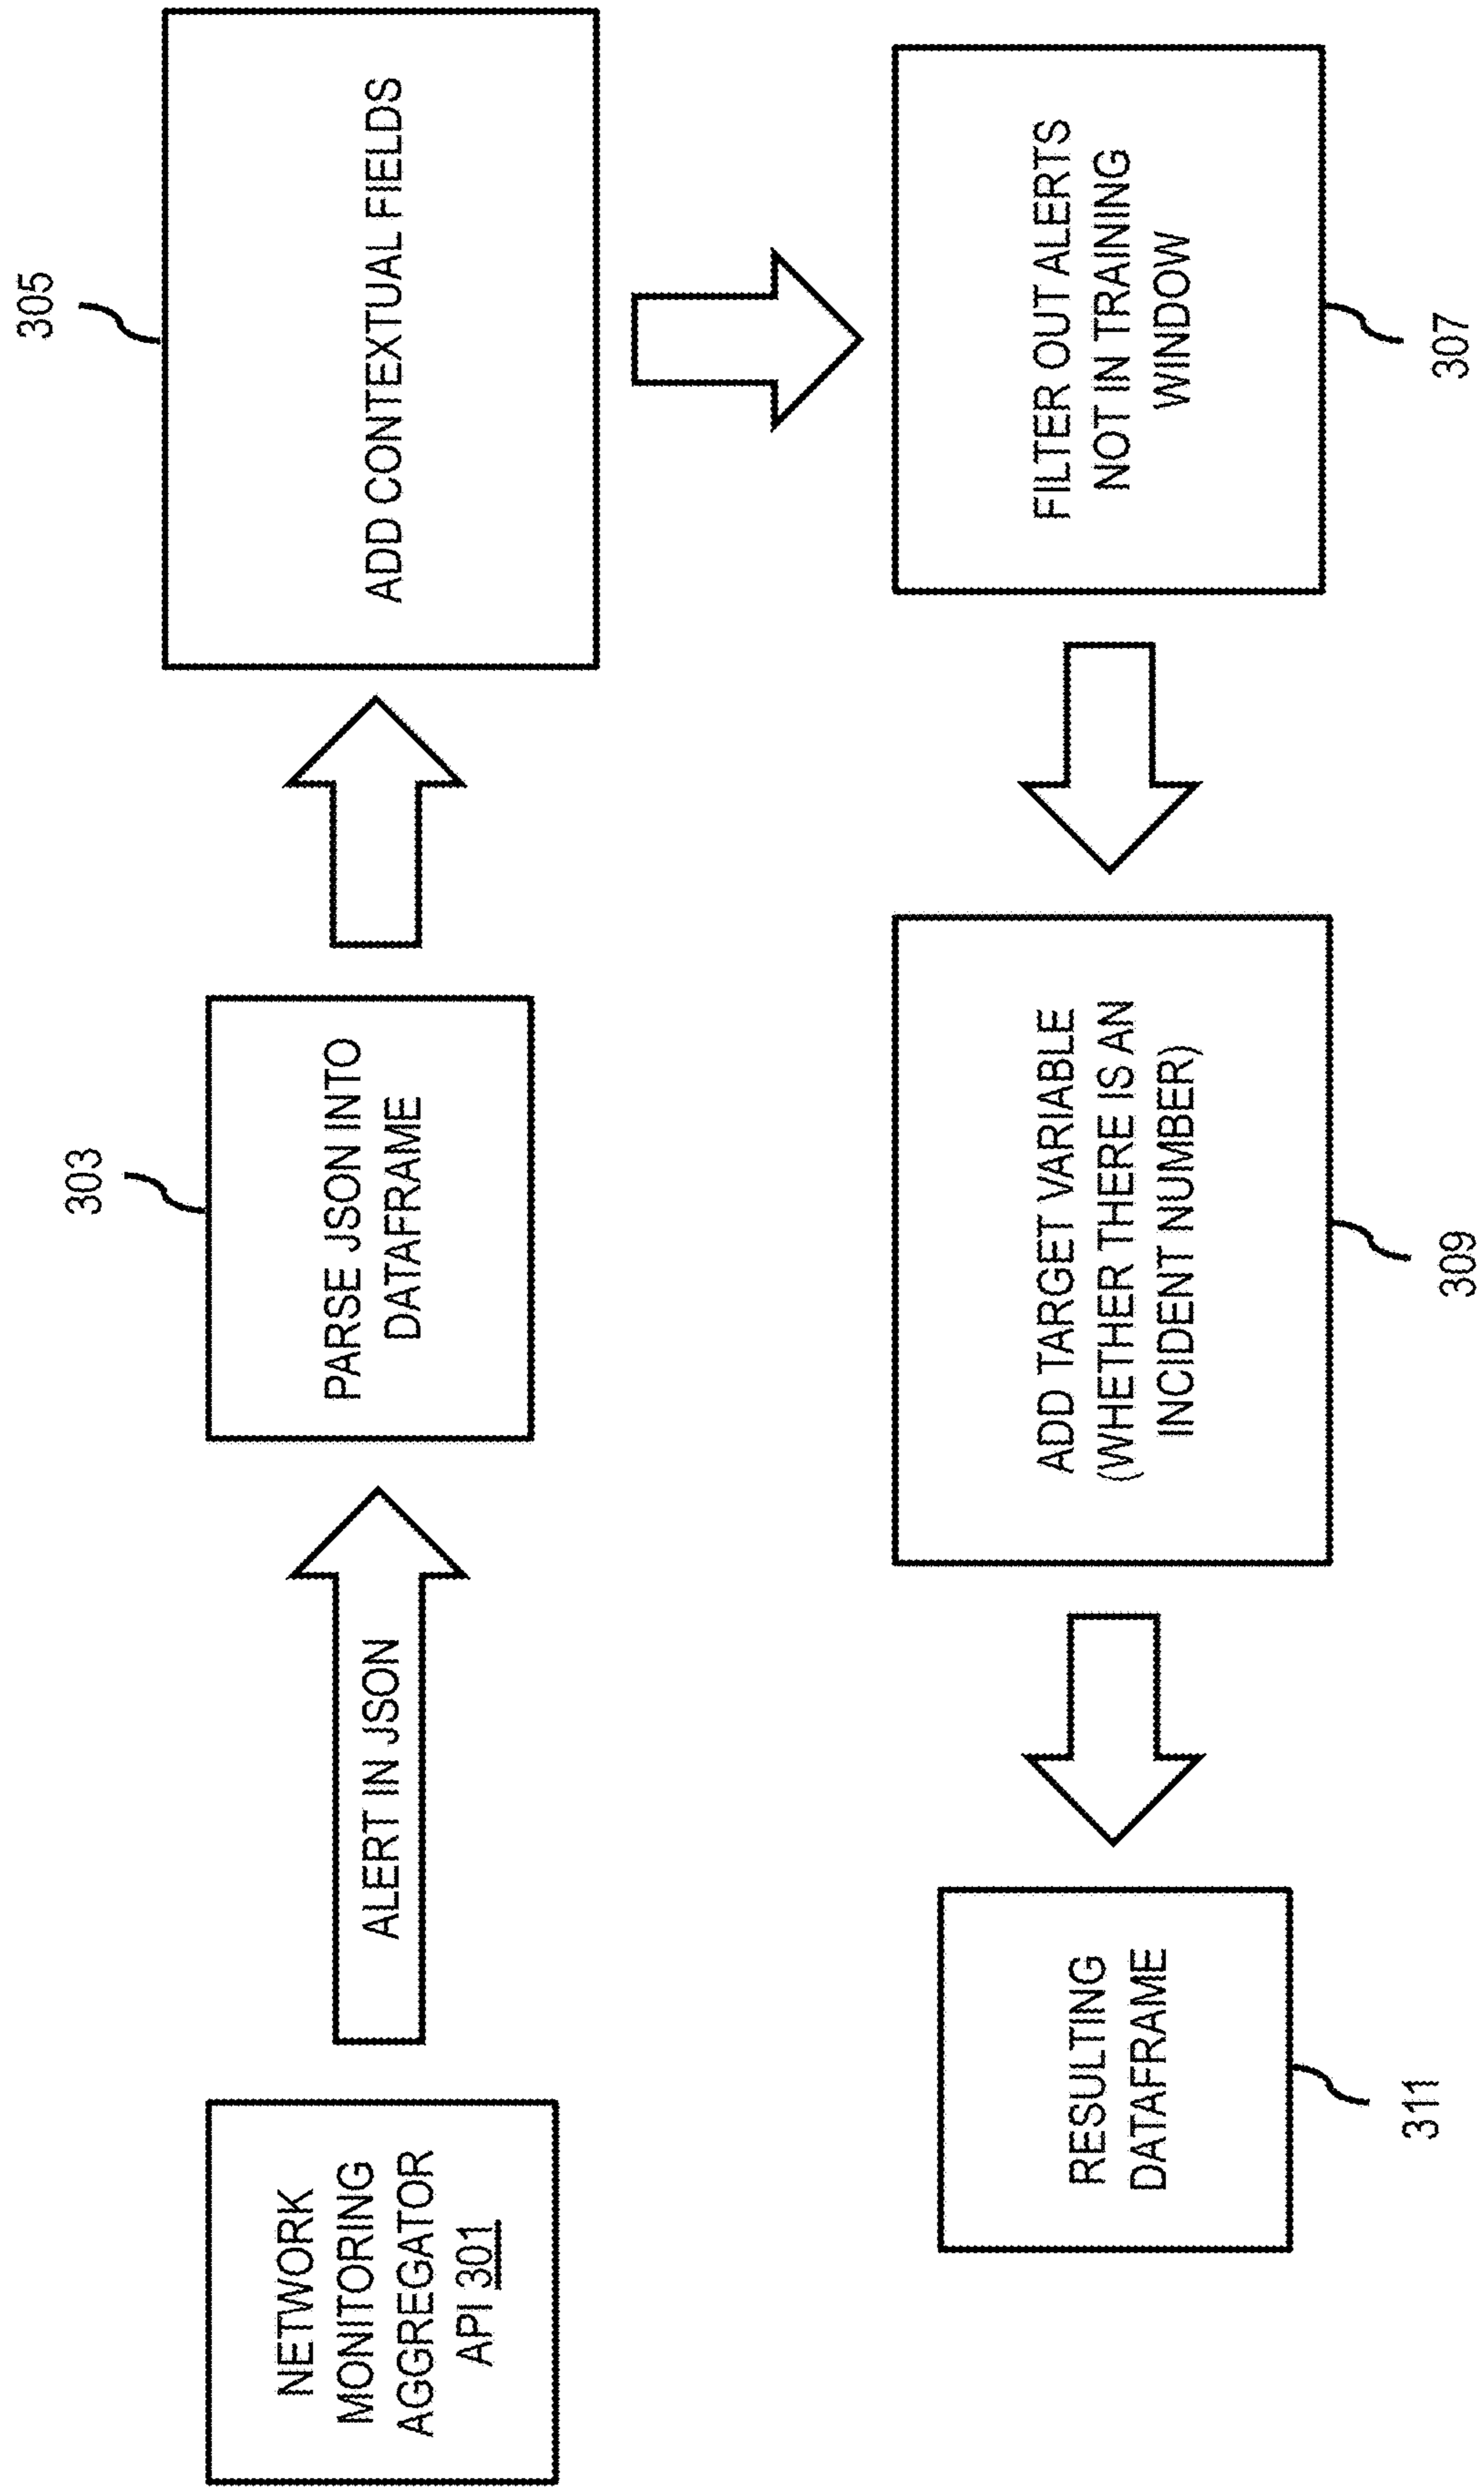 NETWORK
MONITORING
AGGREGATOR
API 301
ALERT IN JSON
303
PARSE JSON INTO
DATAFRAME
305
ADD CONTEXTUAL FIELDS
FILTER OUT ALERTS
NOT IN TRAINING
WINDOW
307
ADD TARGET VARIABLE
(WHETHER THERE IS AN
INCIDENT NUMBER)
309
RESULTING
DATAFRAME
311